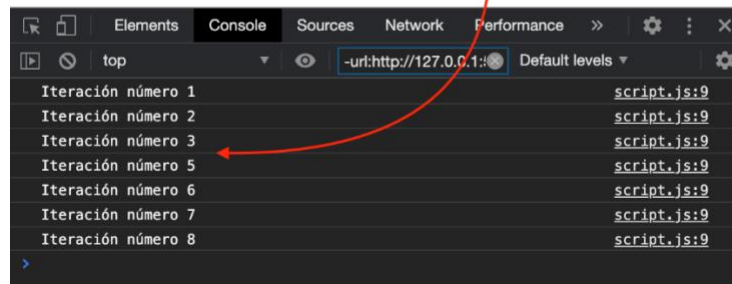 Elements Console Sources Network Performance »
top -url:http://127.0.0.1: Default levels
Iteración número 1 script.js:9
Iteración número 2 script.js:9
Iteración número 3 script.js:9
Iteración número 5 script.js:9
Iteración número 6 script.js:9
Iteración número 7 script.js:9
Iteración número 8 script.js:9
>